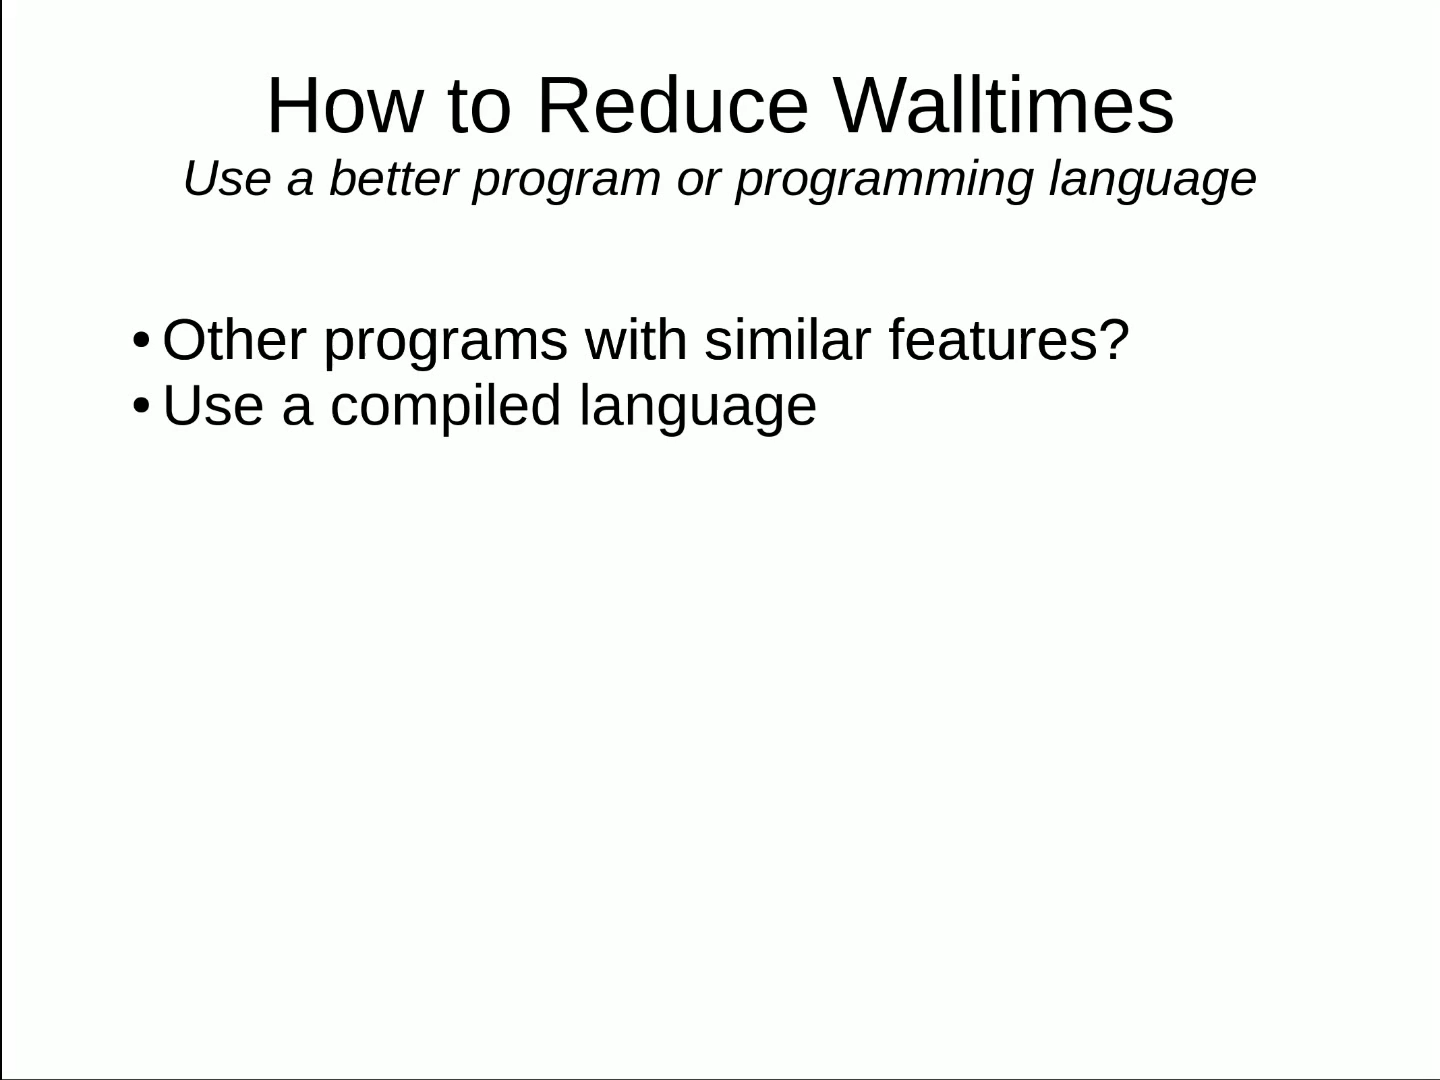 How to Reduce Walltimes
Use a better program or programming language
• Other programs with similar features?
• Use a compiled language